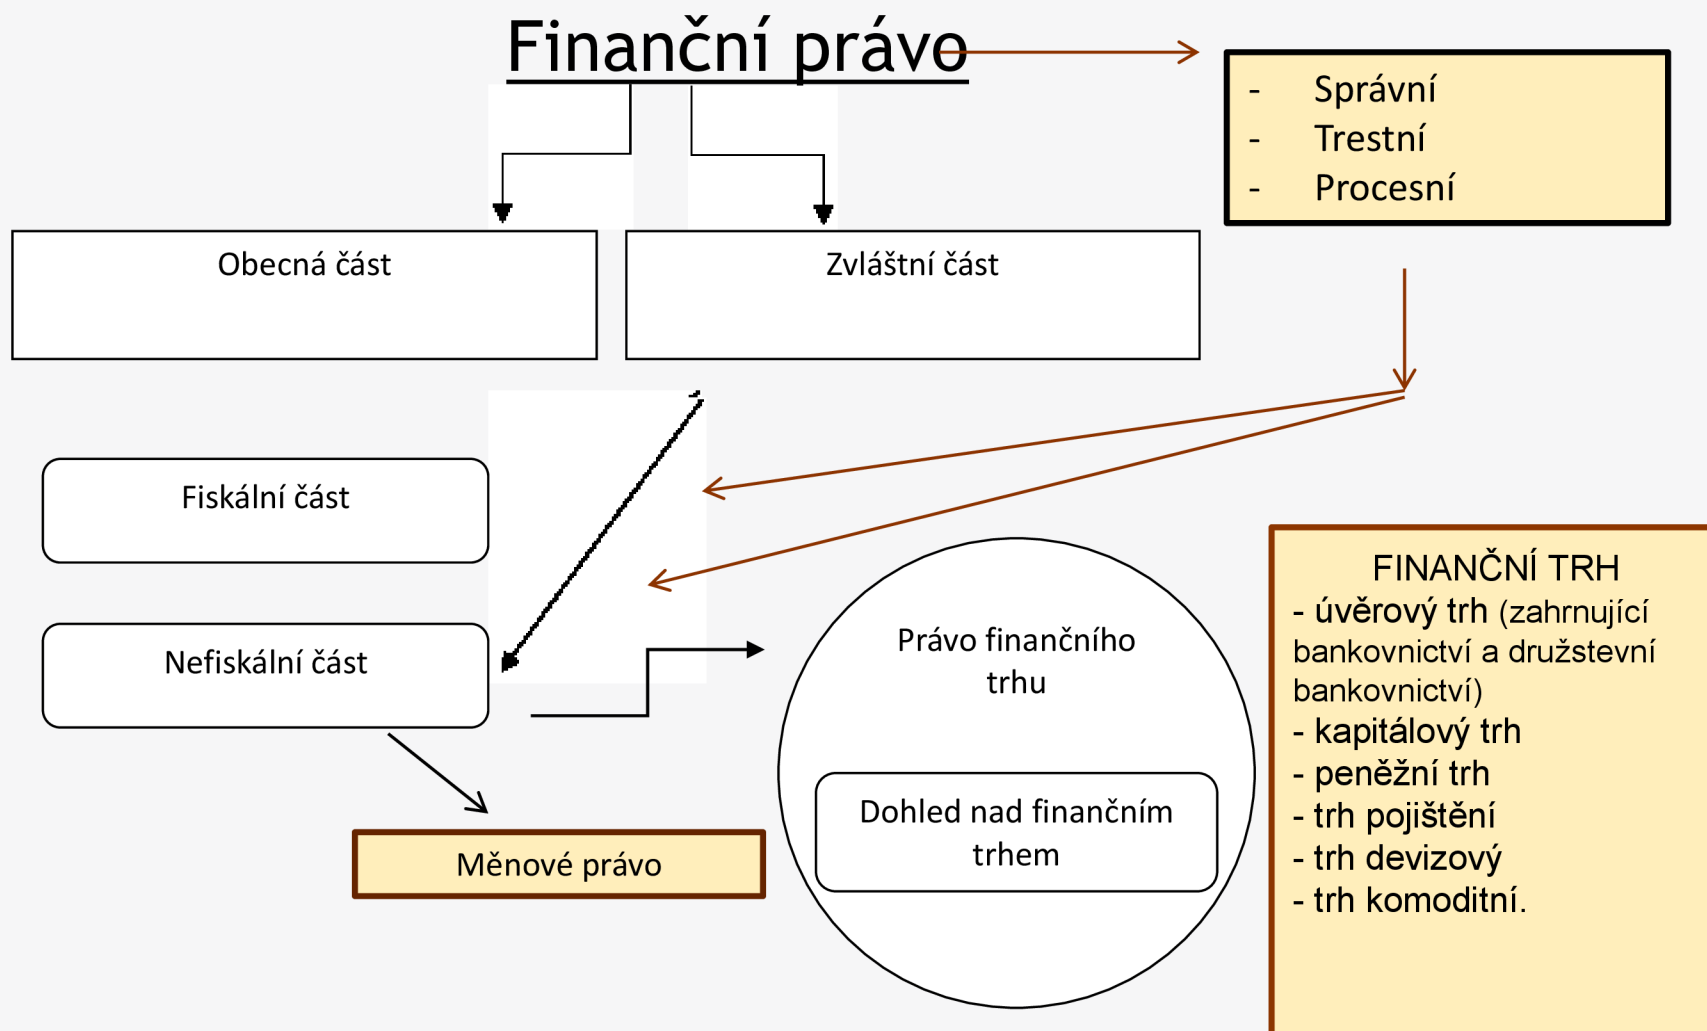 Finanční právo
- Správní
- Trestní
- Procesní
Obecná část
Zvláštní část
Fiskální část
Nefiskální část
Měnové právo
Právo finančního
trhu
Dohled nad finančním
trhem
FINANČNÍ TRH
- úvěrový trh (zahrnující
bankovnictví a družstevní
bankovnictví)
- kapitálový trh
- peněžní trh
- trh pojištění
- trh devizový
- trh komoditní.